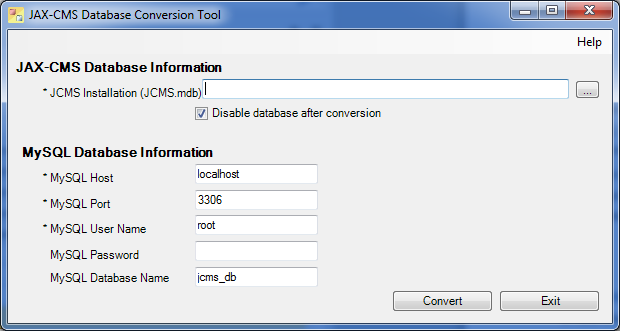 JAX-CMS Database Conversion Tool
Help
JAX-CMS Database Information
* JCMS Installation (JCMS.mdb)
...
Disable database after conversion
MySQL Database Information
* MySQL Host localhost
* MySQL Port 3306
* MySQL User Name root
MySQL Password
MySQL Database Name jcms_db
Convert Exit